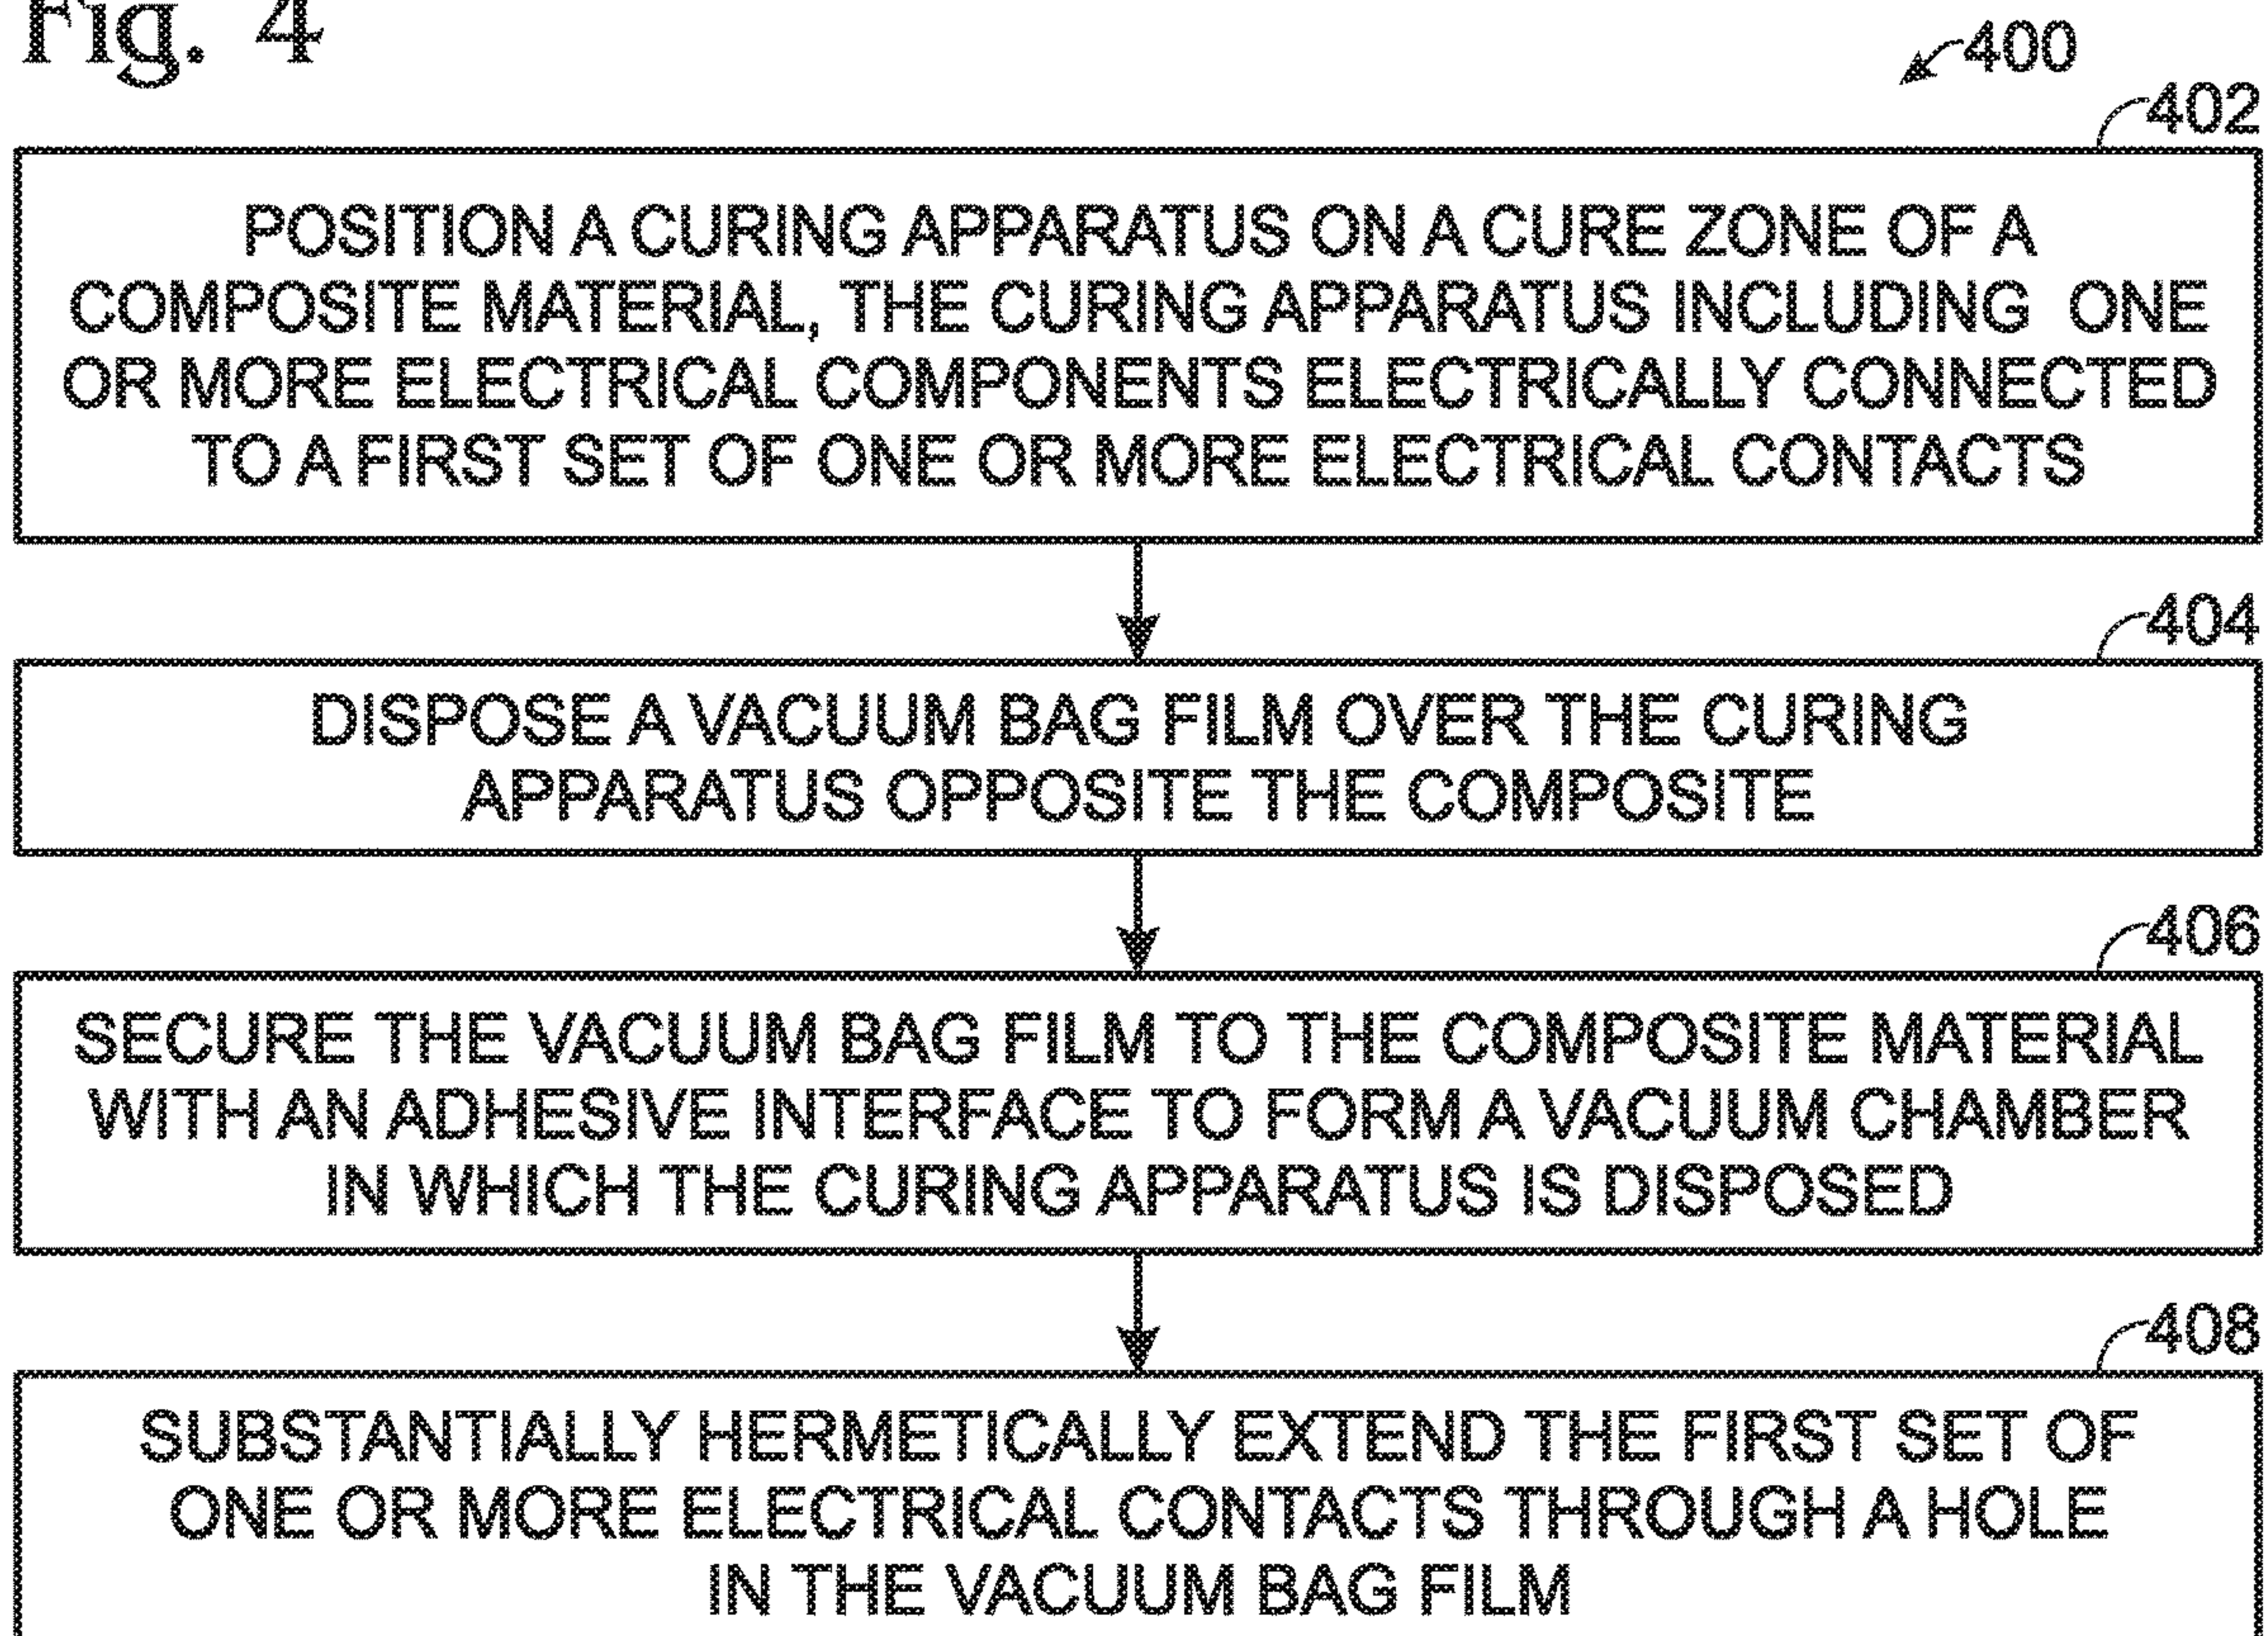 Fig. 4
400
402
POSITION A CURING APPARATUS ON A CURE ZONE OF A
COMPOSITE MATERIAL, THE CURING APPARATUS INCLUDING ONE
OR MORE ELECTRICAL COMPONENTS ELECTRICALLY CONNECTED
TO A FIRST SET OF ONE OR MORE ELECTRICAL CONTACTS
404
DISPOSE A VACUUM BAG FILM OVER THE CURING
APPARATUS OPPOSITE THE COMPOSITE
406
SECURE THE VACUUM BAG FILM TO THE COMPOSITE MATERIAL
WITH AN ADHESIVE INTERFACE TO FORM A VACUUM CHAMBER
IN WHICH THE CURING APPARATUS IS DISPOSED
408
SUBSTANTIALLY HERMETICALLY EXTEND THE FIRST SET OF
ONE OR MORE ELECTRICAL CONTACTS THROUGH A HOLE
IN THE VACUUM BAG FILM